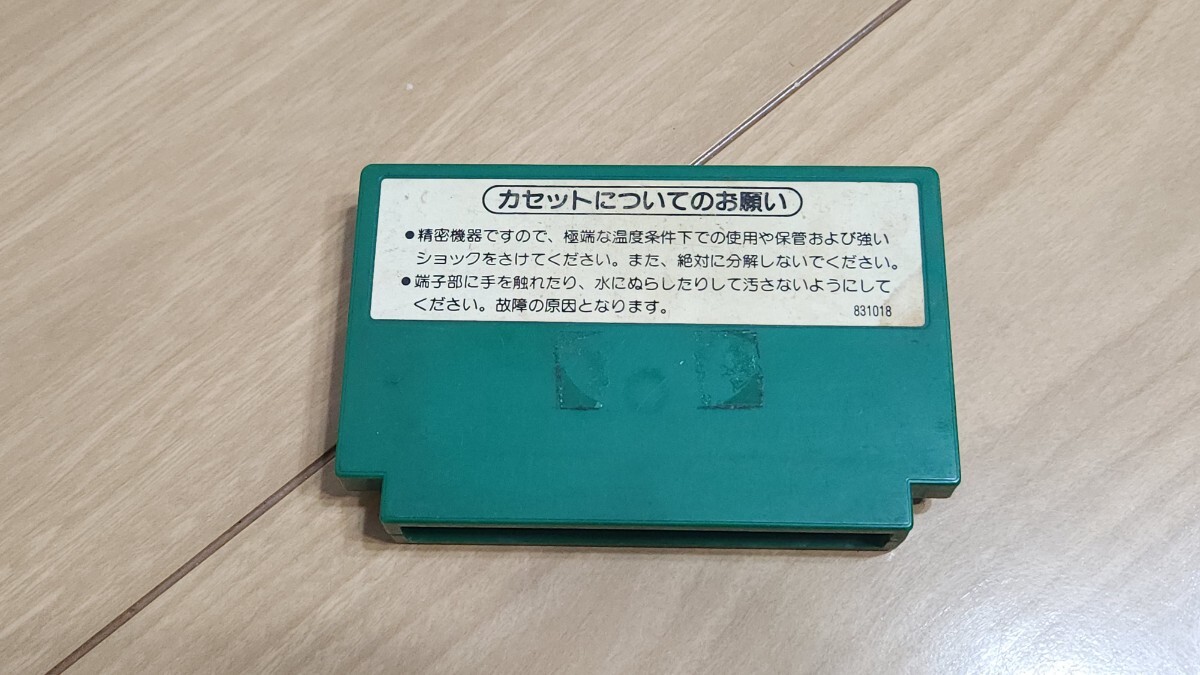 カセットについてのお願い
●精密機器ですので、極端な温度条件下での使用や保管および強い
ショックをさけてください。また、絶対に分解しないでください。
●端子部に手を触れたり、水にぬらしたりして汚さないようにして
ください。故障の原因となります。
831018